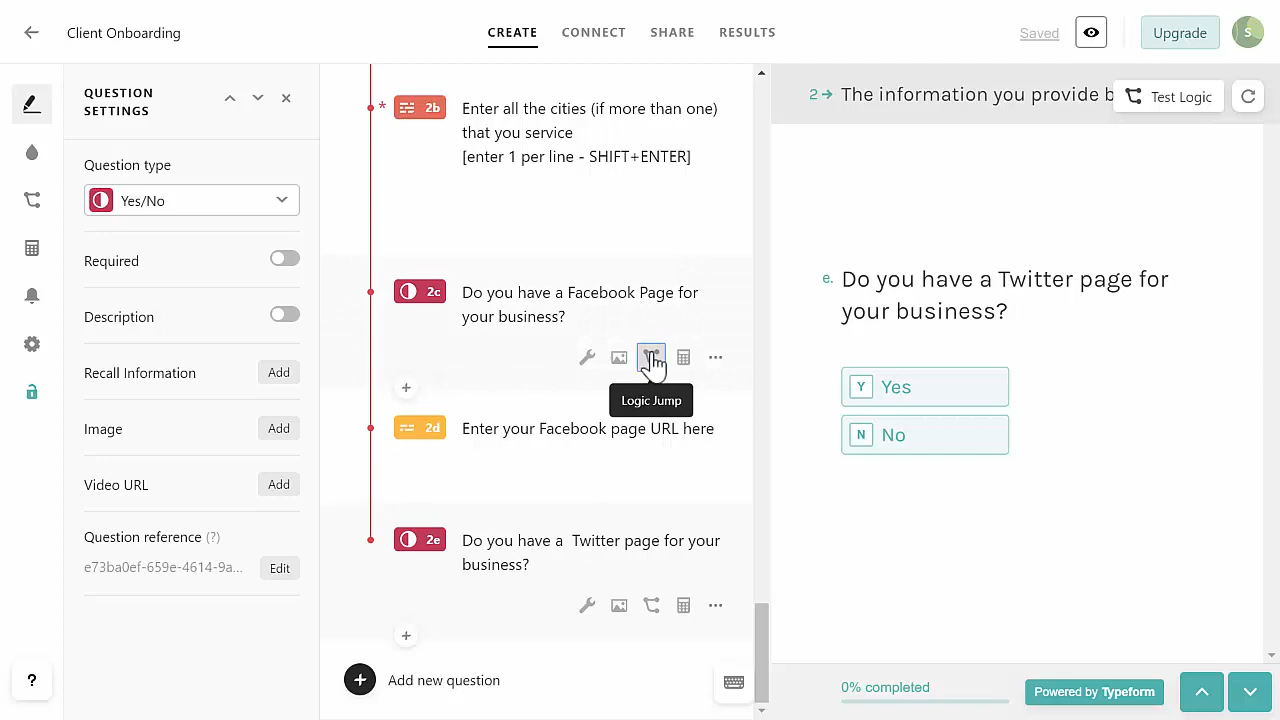 Client Onboarding
CREATE
CONNECT
SHARE
RESULTS
Saved
Upgrade
S
QUESTION
SETTINGS
Question type
Yes/No
Required
Description
Recall Information
Add
Image
Add
Video URL
Add
Question reference (?)
e73ba0ef-659e-4614-9a...
Edit
?
* 2b
Enter all the cities (if more than one)
that you service
[enter 1 per line - SHIFT+ENTER]
2c
Do you have a Facebook Page for
your business?
Logic Jump
2d
Enter your Facebook page URL here
2e
Do you have a Twitter page for your
business?
Add new question
2 The information you provide b
Test Logic
e. Do you have a Twitter page for
your business?
Y Yes
N No
0% completed
Powered by Typeform